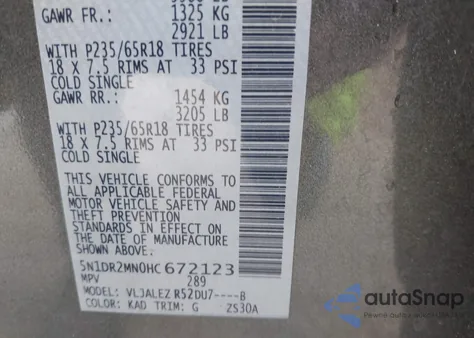 GAWR FR.: 1325 KG
2921 LB
WITH P235/65R18 TIRES
18 X 7.5 RIMS AT 33 PSI
COLD SINGLE
GAWR RR.: 1454 KG
3205 LB
WITH P235/65R18 TIRES
18 X 7.5 RIMS AT 33 PSI
COLD SINGLE
THIS VEHICLE CONFORMS TO
ALL APPLICABLE FEDERAL
MOTOR VEHICLE SAFETY AND
THEFT PREVENTION
STANDARDS IN EFFECT ON
THE DATE OF MANUFACTURE
SHOWN ABOVE.
5N1DR2MN0HC672123
MPV 289
MODEL: VLJALEZ R52DU7----B
COLOR: KAD TRIM: G ZS30A
autoSnap